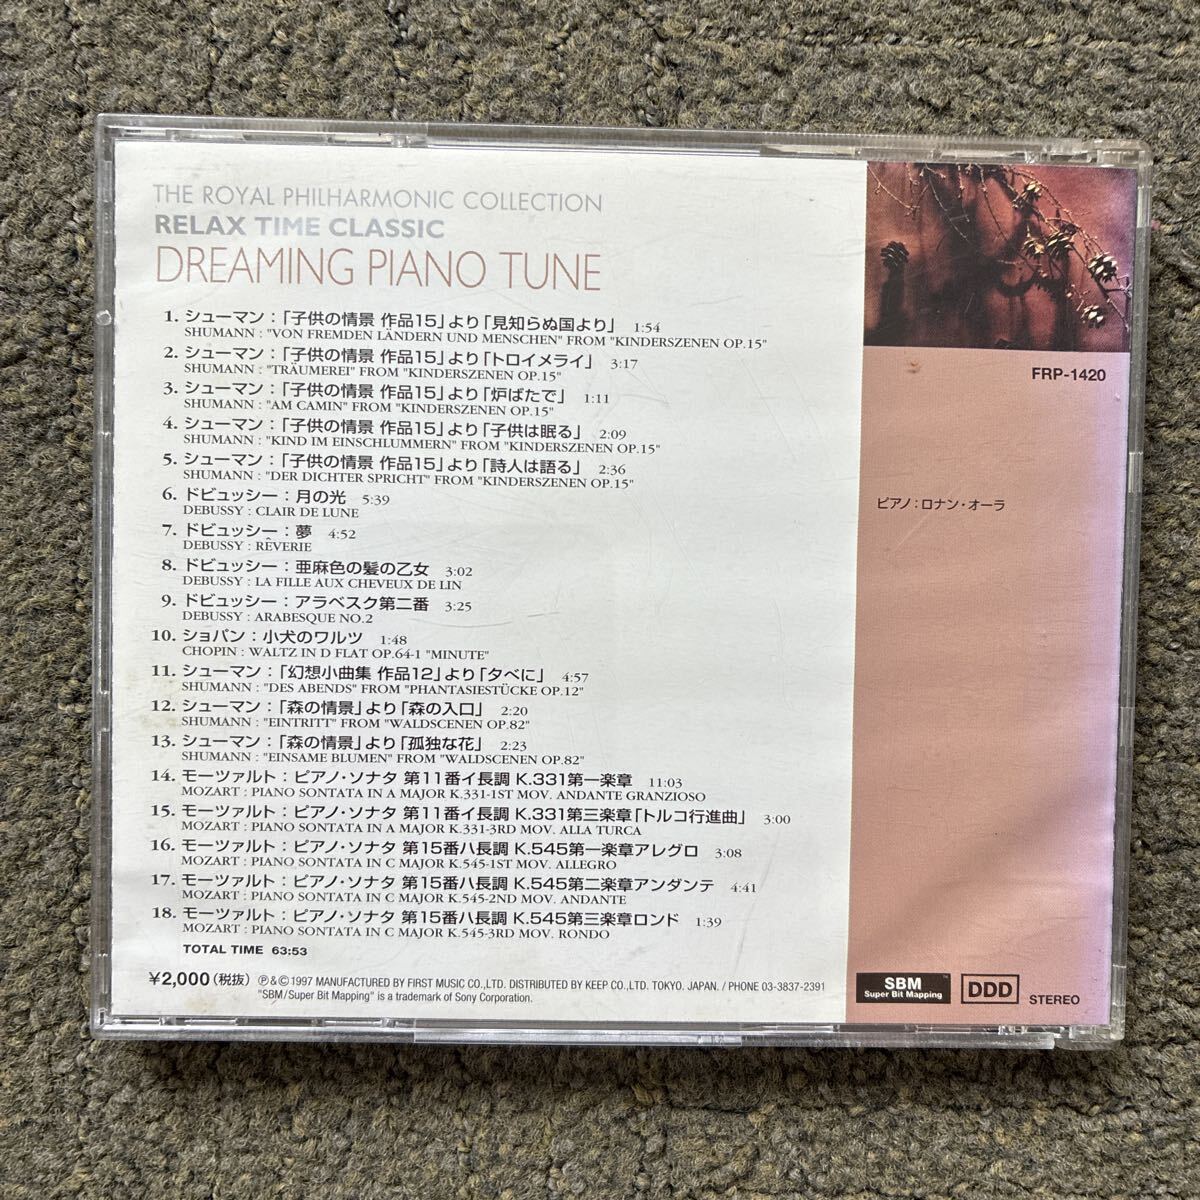 THE ROYAL PHILHARMONIC COLLECTION
RELAX TIME CLASSIC
DREAMING PIANO TUNE
1. シューマン：「子供の情景 作品15」より「見知らぬ国より」 1:54
SHUMANN : "VON FREMDEN LÄNDERN UND MENSCHEN" FROM "KINDERSZENEN OP.15"
2. シューマン：「子供の情景 作品15」より「トロイメライ」 3:17
SHUMANN : "TRÄUMEREI" FROM "KINDERSZENEN OP.15"
3. シューマン：「子供の情景 作品15」より「炉ばたで」 1:11
SHUMANN : "AM CAMIN" FROM "KINDERSZENEN OP.15"
4. シューマン：「子供の情景 作品15」より「子供は眠る」 2:09
SHUMANN : "KIND IM EINSCHLUMMERN" FROM "KINDERSZENEN OP.15"
5. シューマン：「子供の情景 作品15」より「詩人は語る」 2:36
SHUMANN : "DER DICHTER SPRICHT" FROM "KINDERSZENEN OP.15"
6. ドビュッシー：月の光 5:39
DEBUSSY : CLAIR DE LUNE
7. ドビュッシー：夢 4:52
DEBUSSY : RÊVERIE
8. ドビュッシー：亜麻色の髪の乙女 3:02
DEBUSSY : LA FILLE AUX CHEVEUX DE LIN
9. ドビュッシー：アラベスク第二番 3:25
DEBUSSY : ARABESQUE NO.2
10. ショパン：小犬のワルツ 1:48
CHOPIN : WALTZ IN D FLAT OP.64-1 "MINUTE"
11. シューマン：「幻想小曲集 作品12」より「夕べに」 4:57
SHUMANN : "DES ABENDS" FROM "PHANTASIESTÜCKE OP.12"
12. シューマン：「森の情景」より「森の入口」 2:20
SHUMANN : "EINTRITT" FROM "WALDSCENEN OP.82"
13. シューマン：「森の情景」より「孤独な花」 2:23
SHUMANN : "EINSAME BLUMEN" FROM "WALDSCENEN OP.82"
14. モーツァルト：ピアノ・ソナタ 第11番イ長調 K.331第一楽章 11:03
MOZART : PIANO SONTATA IN A MAJOR K.331-1ST MOV. ANDANTE GRANZIOSO
15. モーツァルト：ピアノ・ソナタ 第11番イ長調 K.331第三楽章「トルコ行進曲」 3:00
MOZART : PIANO SONTATA IN A MAJOR K.331-3RD MOV. ALLA TURCA
16. モーツァルト：ピアノ・ソナタ 第15番ハ長調 K.545第一楽章アレグロ 3:08
MOZART : PIANO SONTATA IN C MAJOR K.545-1ST MOV. ALLEGRO
17. モーツァルト：ピアノ・ソナタ 第15番ハ長調 K.545第二楽章アンダンテ 4:41
MOZART : PIANO SONTATA IN C MAJOR K.545-2ND MOV. ANDANTE
18. モーツァルト：ピアノ・ソナタ 第15番ハ長調 K.545第三楽章ロンド 1:39
MOZART : PIANO SONTATA IN C MAJOR K.545-3RD MOV. RONDO
TOTAL TIME 63:53
¥2,000(税抜) ℗&©1997 MANUFACTURED BY FIRST MUSIC CO.,LTD. DISTRIBUTED BY KEEP CO.,LTD. TOKYO. JAPAN. / PHONE 03-3837-2391
"SBM/Super Bit Mapping" is a trademark of Sony Corporation.
FRP-1420
ピアノ：ロナン・オーラ
SBM
Super Bit Mapping
DDD
STEREO